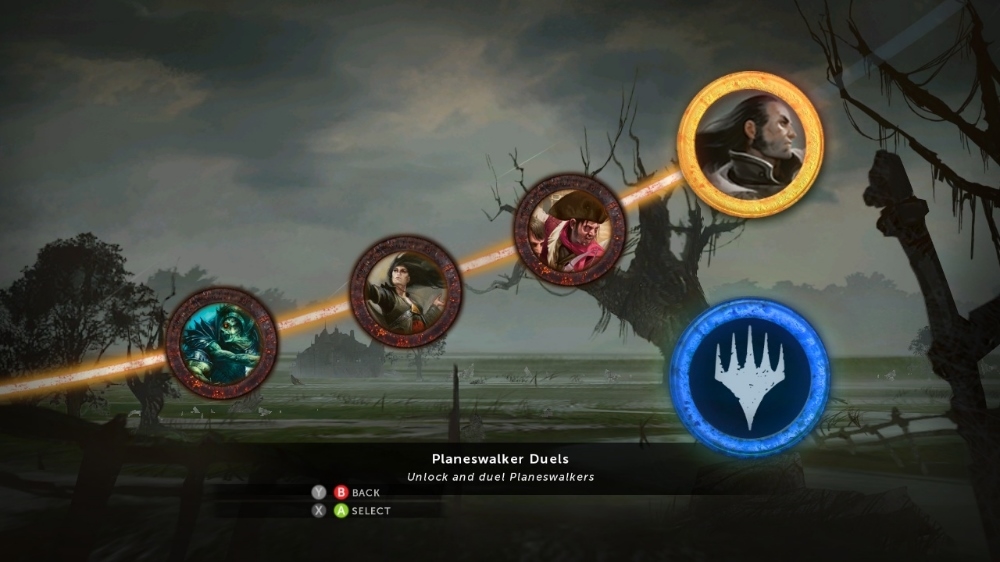 Planeswalker Duels
Unlock and duel Planeswalkers
Y B BACK
X A SELECT